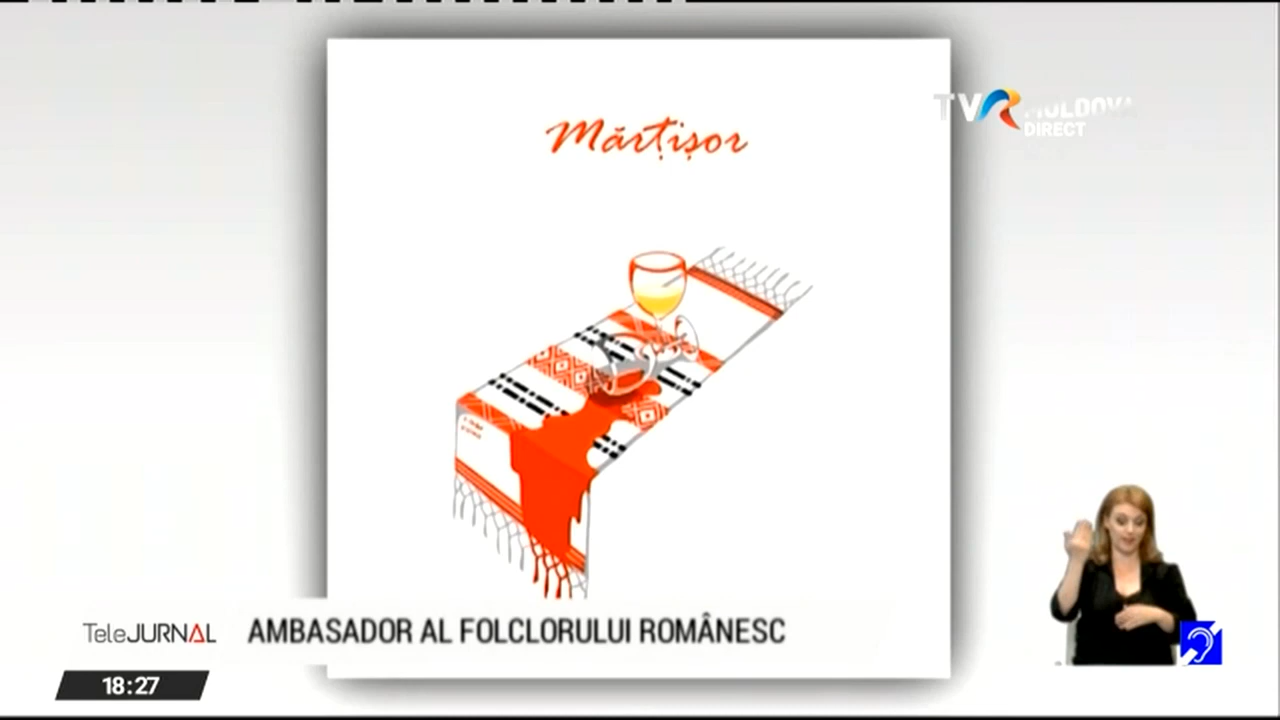 Mărțișor
TVR MOLDOVA
DIRECT
TeleJURNAL
AMBASADOR AL FOLCLORULUI ROMÂNESC
18:27